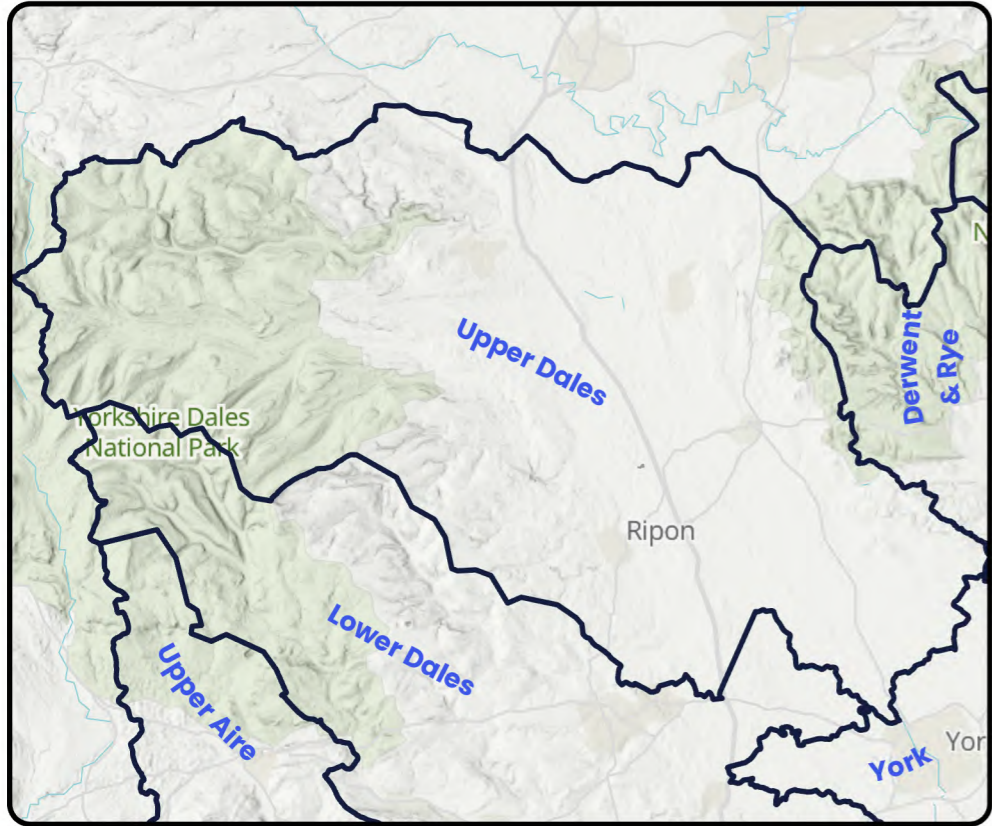 N
Upper Dales
Derwent
& Rye
Yorkshire Dales
National Park
Ripon
Lower Dales
Upper Aire
Yor
York